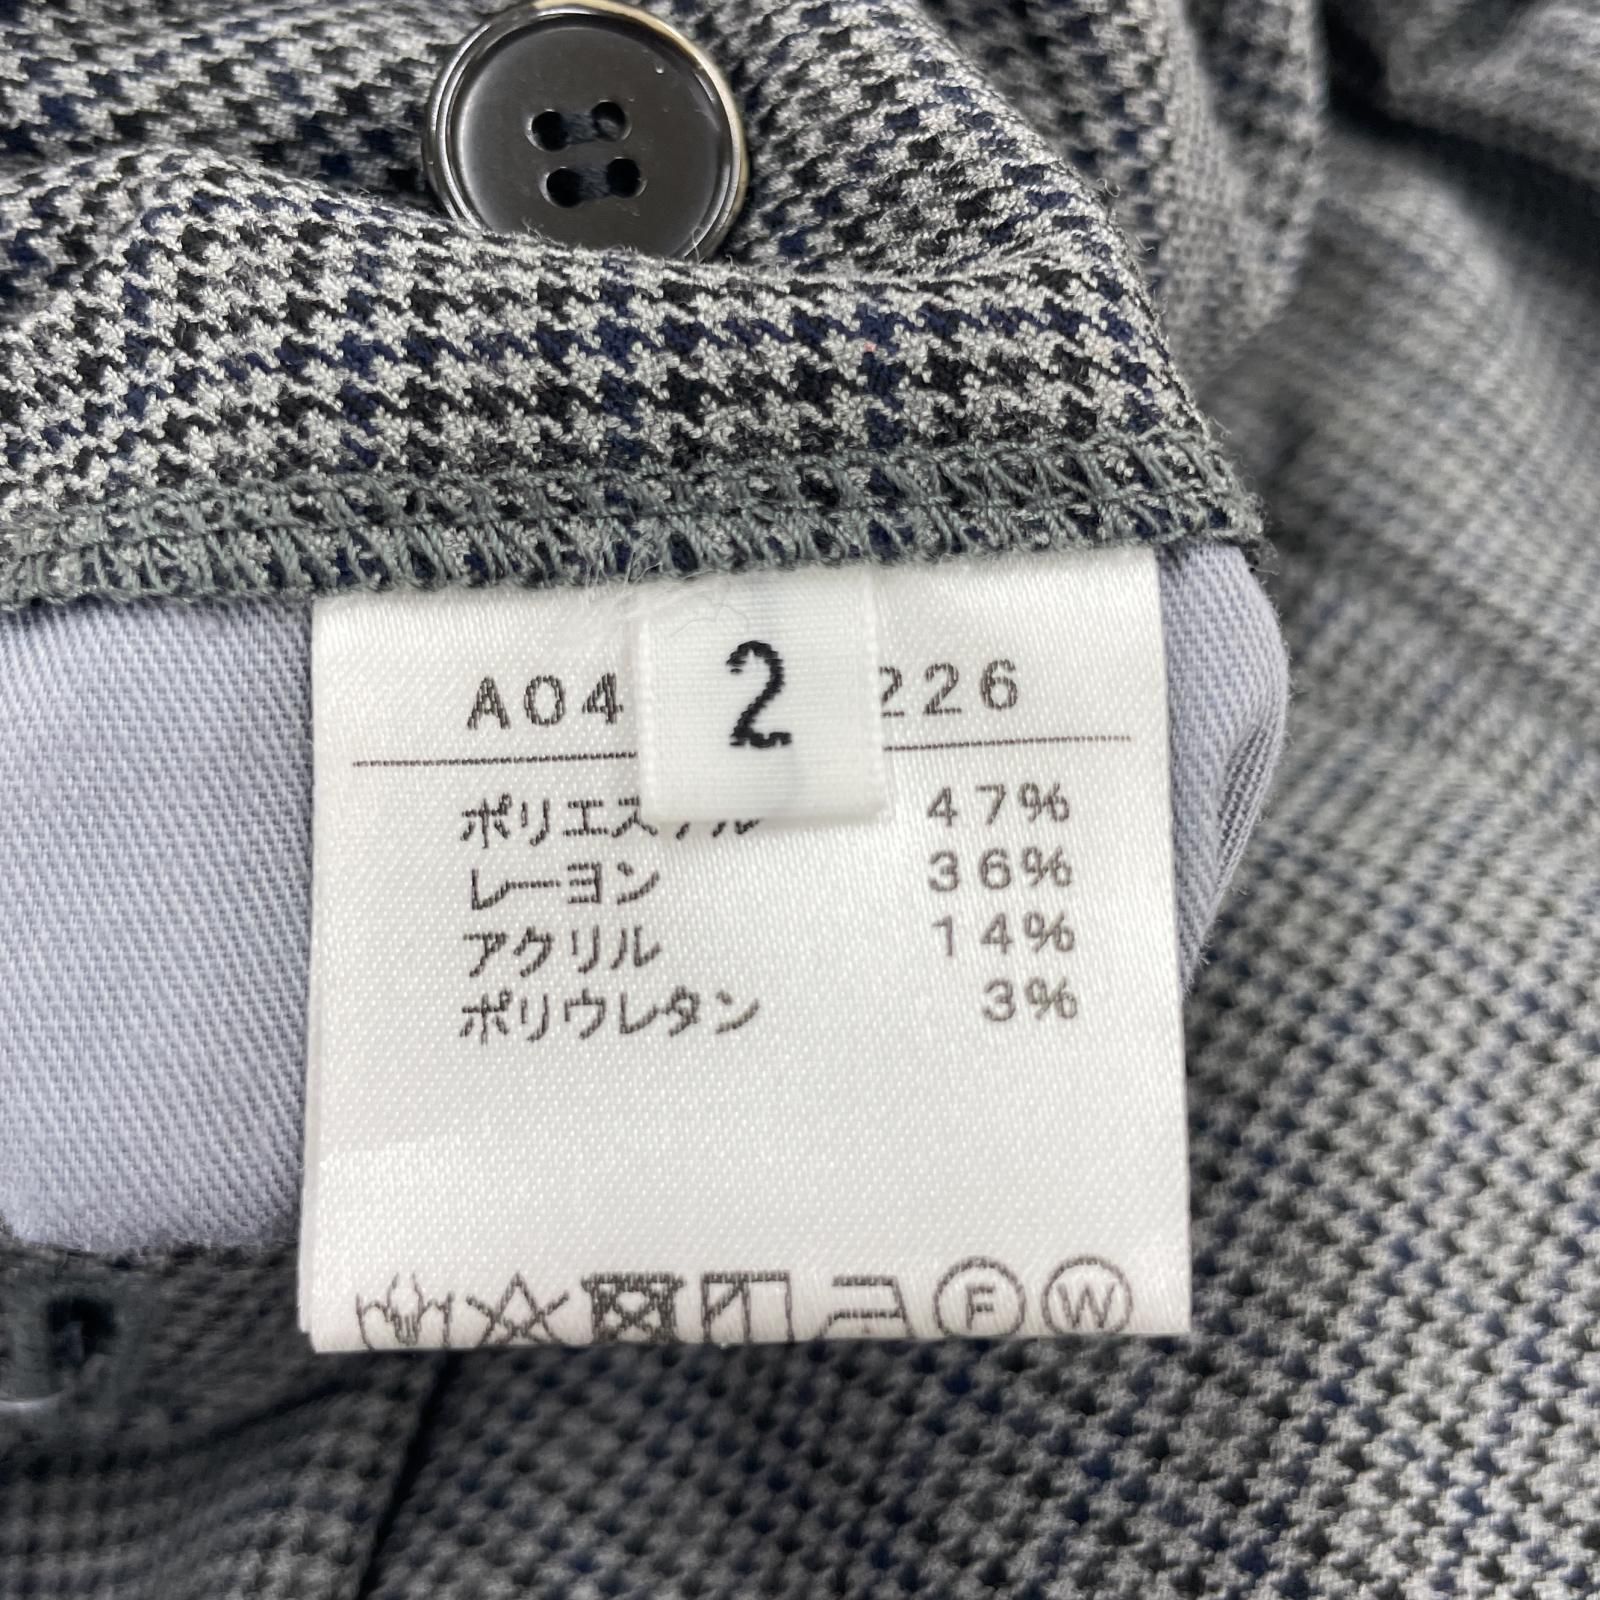 A04 226
2
ポリエステル 47%
レーヨン 36%
アクリル 14%
ポリウレタン 3%
F W